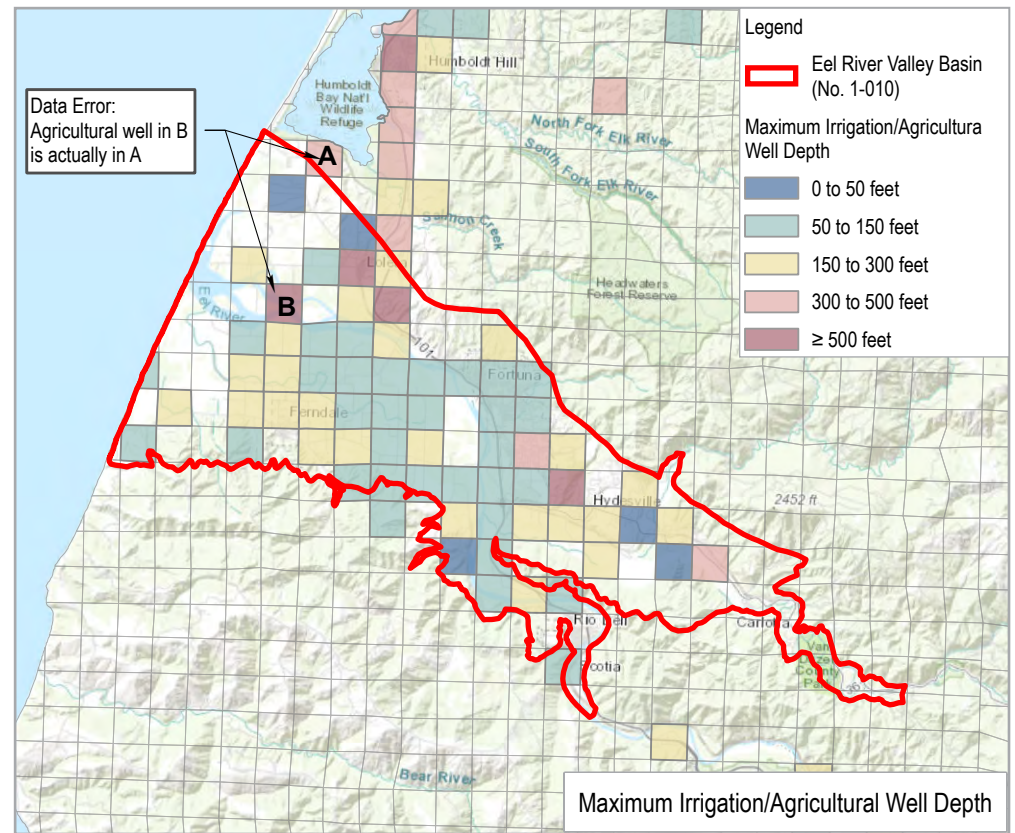 Legend
Eel River Valley Basin
(No. 1-010)
Maximum Irrigation/Agricultura
Well Depth
0 to 50 feet
50 to 150 feet
150 to 300 feet
300 to 500 feet
≥ 500 feet
Data Error:
Agricultural well in B
is actually in A
Humboldt Hill
Humboldt
Bay Nat'l
Wildlife
Refuge
North Fork Elk River
South Fork Elk River
A
Salmon Creek
Loleta
Headwaters
Forest Reserve
B
Eel River
101
Fortuna
Ferndale
Hydesville
2452 ft
Rio Dell
Carlotta
Scotia
Van
County
Park
36
Bear River
Maximum Irrigation/Agricultural Well Depth